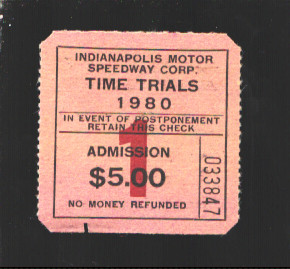 INDIANAPOLIS MOTOR
SPEEDWAY CORP.
TIME TRIALS
1980
IN EVENT OF POSTPONEMENT
RETAIN THIS CHECK
1
ADMISSION
$5.00
NO MONEY REFUNDED
033847